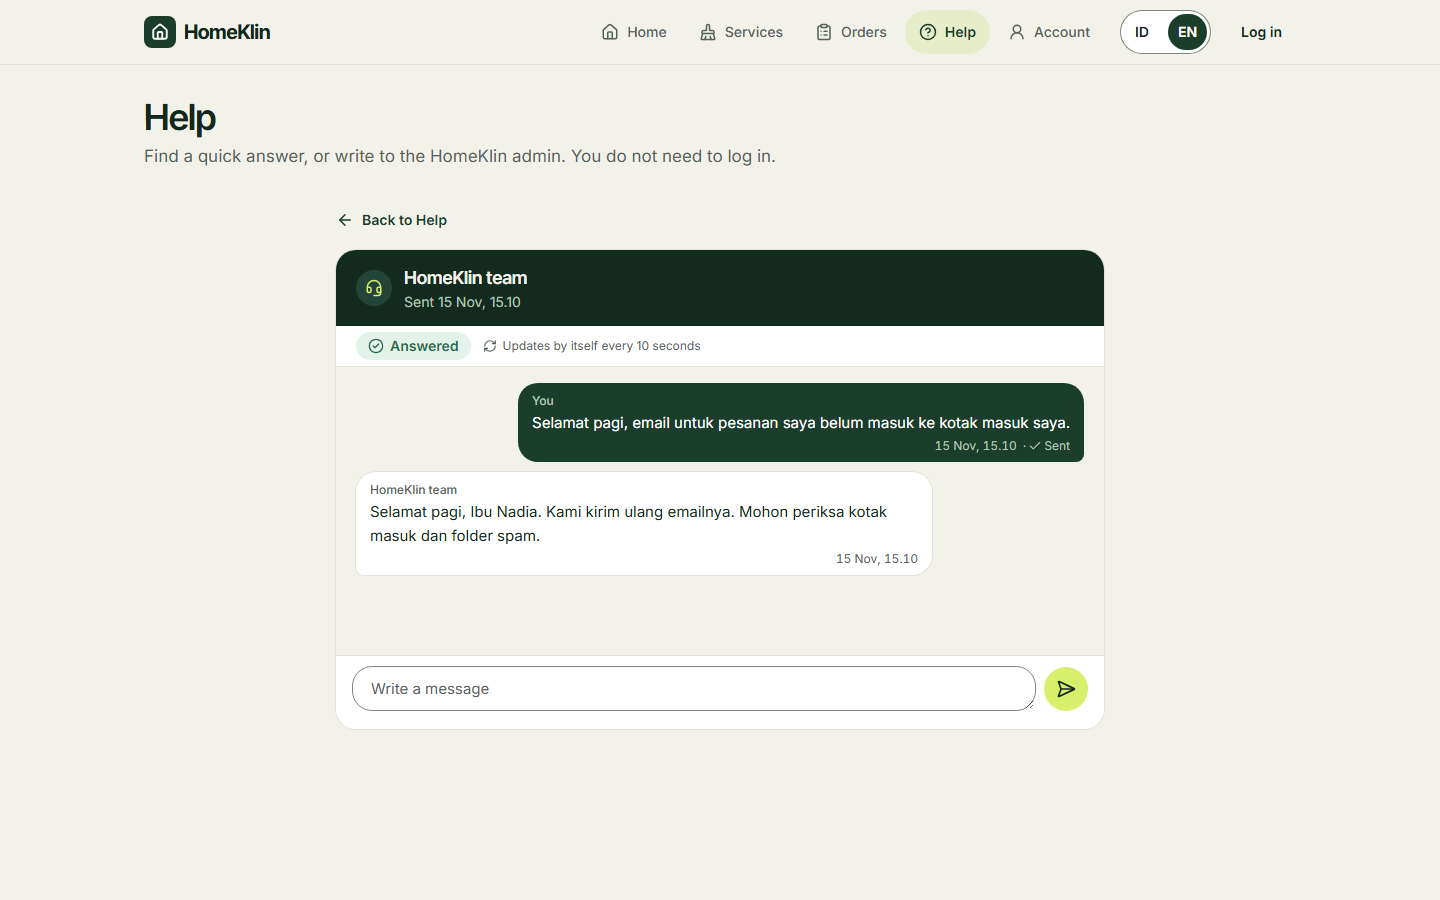 HomeKlin
Home
Services
Orders
Help
Account
ID
EN
Log in
Help
Find a quick answer, or write to the HomeKlin admin. You do not need to log in.
Back to Help
HomeKlin team
Sent 15 Nov, 15.10
Answered
Updates by itself every 10 seconds
You
Selamat pagi, email untuk pesanan saya belum masuk ke kotak masuk saya.
15 Nov, 15.10 · ✓ Sent
HomeKlin team
Selamat pagi, Ibu Nadia. Kami kirim ulang emailnya. Mohon periksa kotak
masuk dan folder spam.
15 Nov, 15.10
Write a message